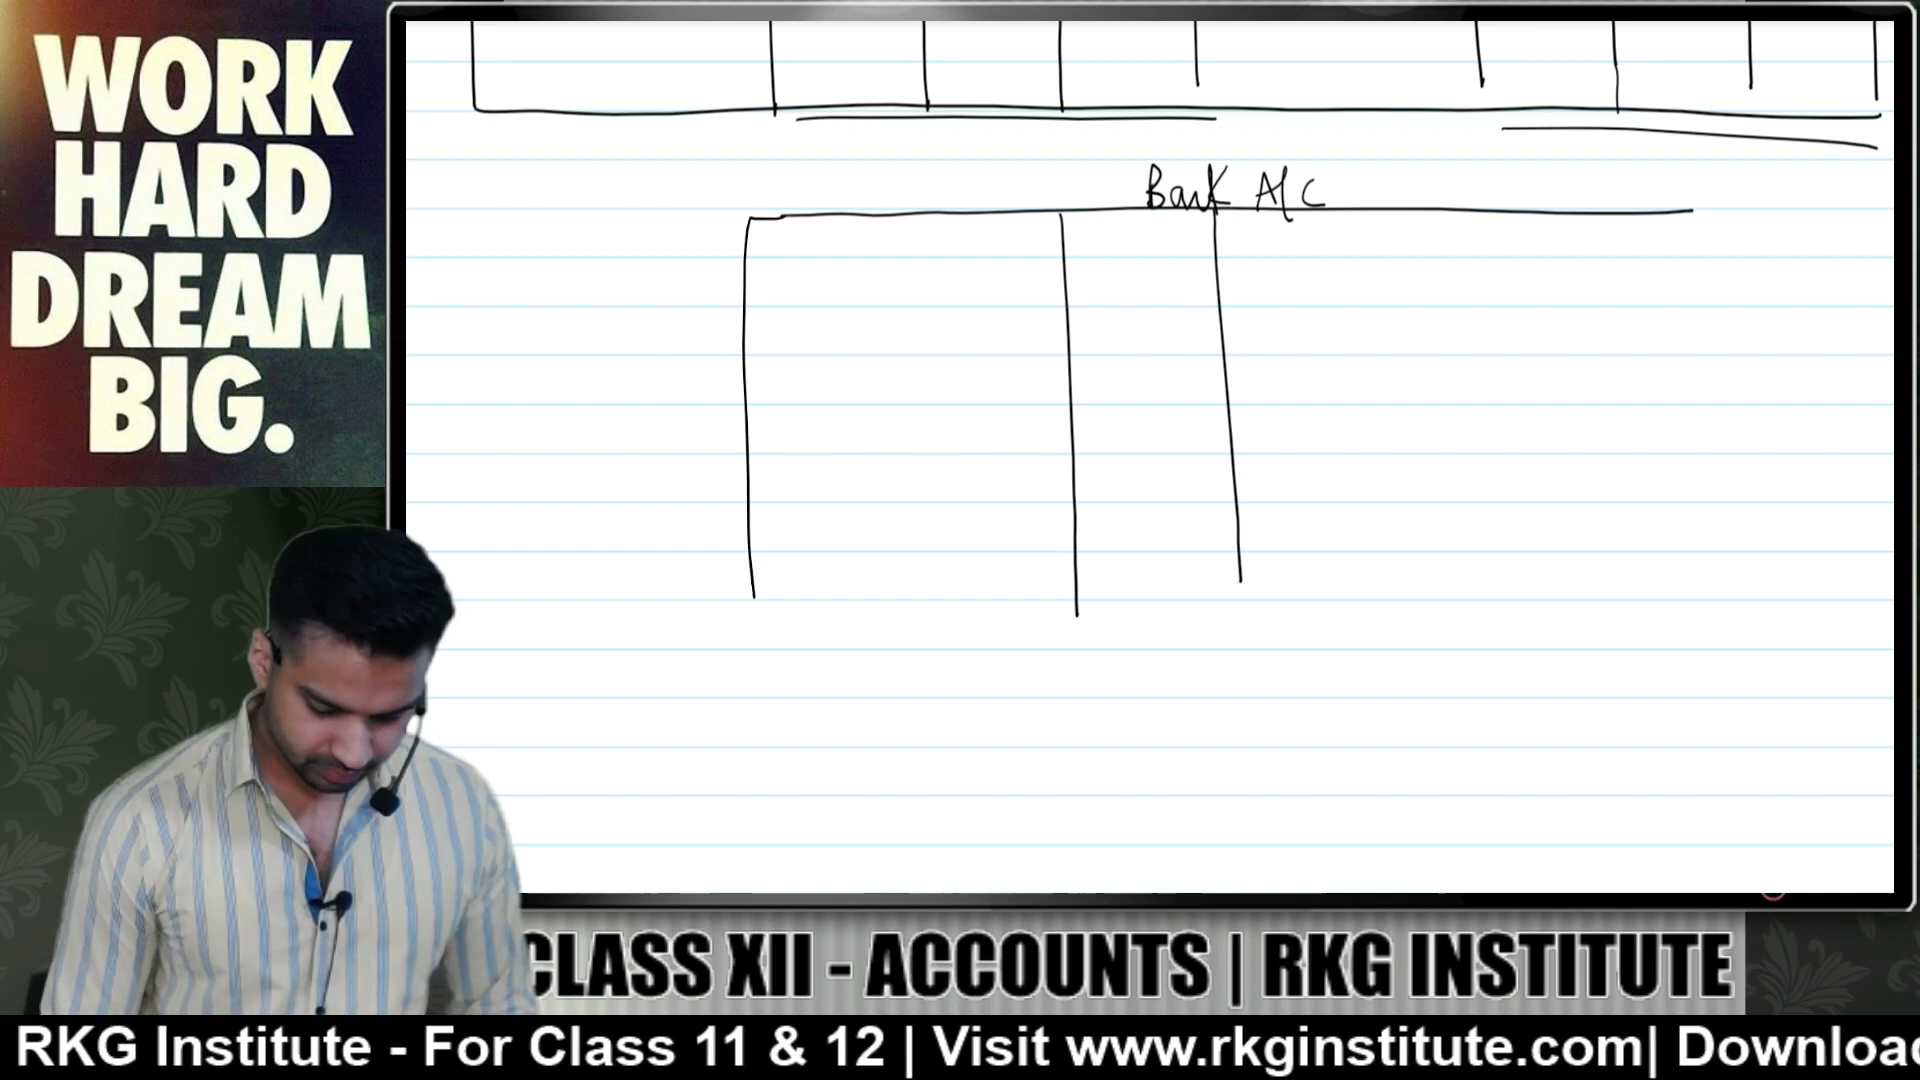 WORK
HARD
DREAM
BIG.
Bank A/C
CLASS XII - ACCOUNTS | RKG INSTITUTE
RKG Institute - For Class 11 & 12 | Visit www.rkginstitute.com| Downloa